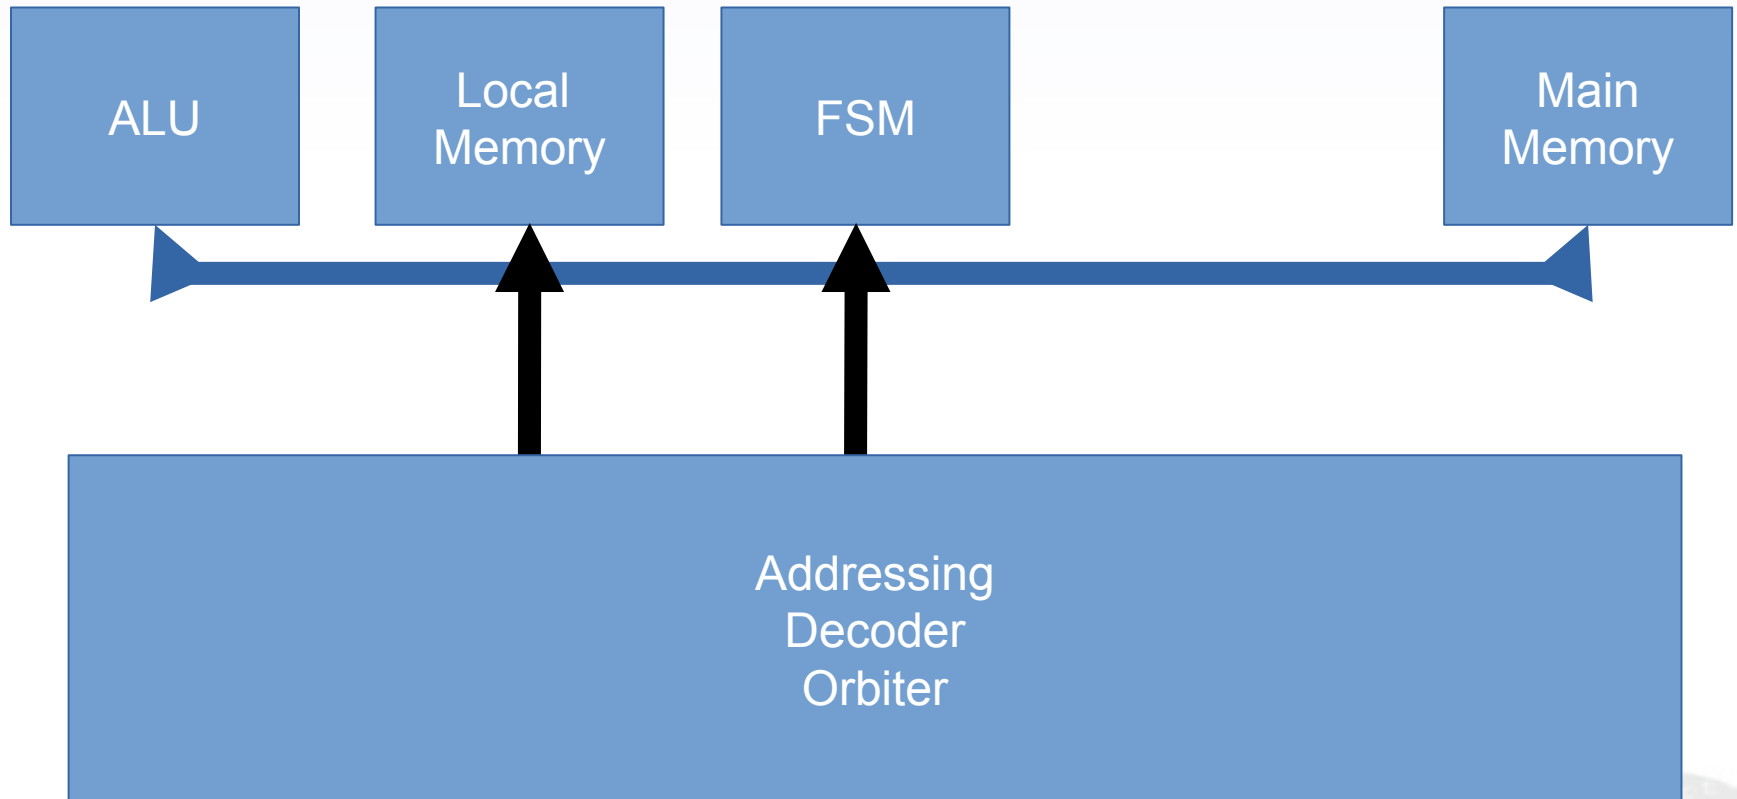 ALU
Local
Memory
FSM
Main
Memory
Addressing
Decoder
Orbiter